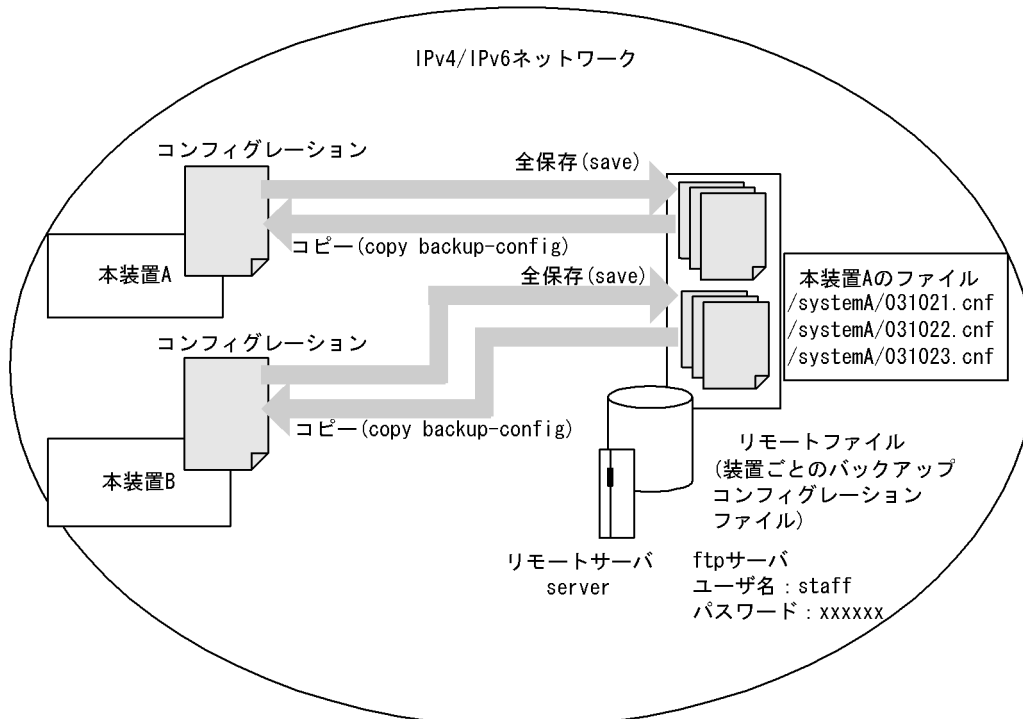 IPv4/IPv6ネットワーク
コンフィグレーション
全保存(save)
コピー(copy backup-config)
本装置A
全保存(save)
本装置Aのファイル
/systemA/031021.cnf
/systemA/031022.cnf
/systemA/031023.cnf
コンフィグレーション
コピー(copy backup-config)
本装置B
リモートファイル
(装置ごとのバックアップ
コンフィグレーション
ファイル)
リモートサーバ
server
ftpサーバ
ユーザ名：staff
パスワード：xxxxxx